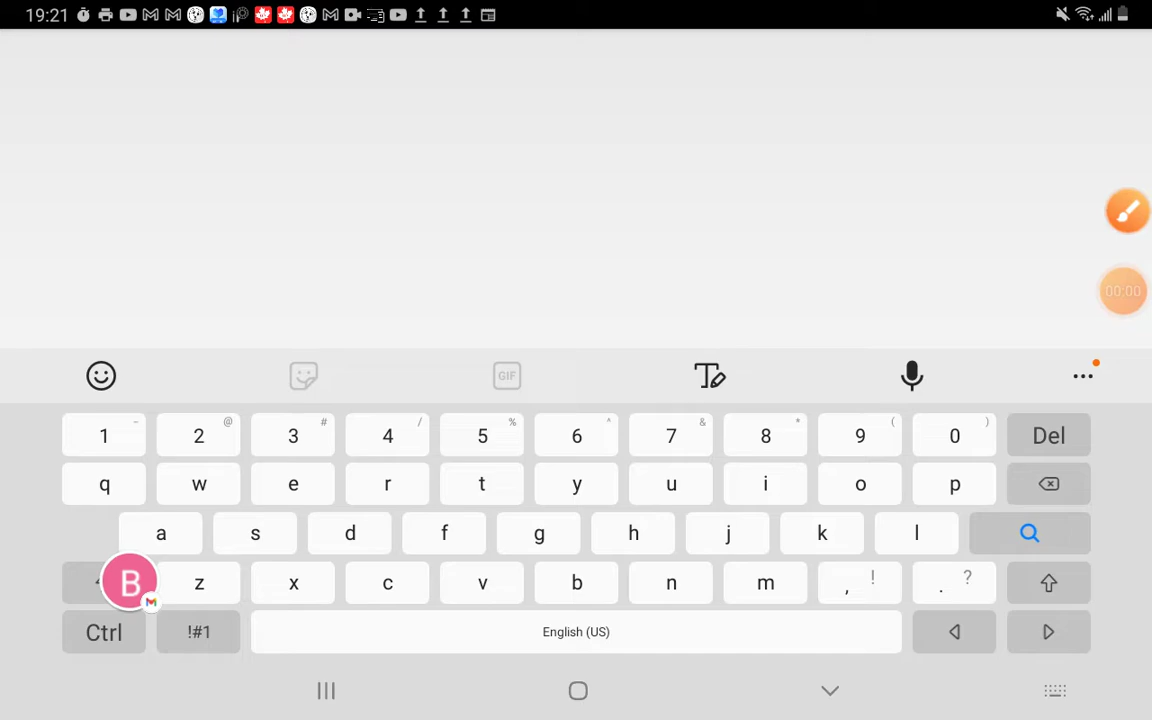 19:21
00:00
GIF
1 - 2 @ 3 # 4 / 5 % 6 ^ 7 & 8 * 9 ( 0 ) Del
q w e r t y u i o p
a s d f g h j k l
B z x c v b n m , ! . ?
Ctrl !#1 English (US)